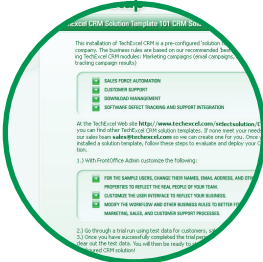 TechExcel CRM Solution Template 101 CRM
This installation of TechExcel CRM is a pre-configured 'solution
company. The business rules are based on our recommended 'best
ing TechExcel CRM modules: Marketing campaigns (email campaigns,
tracking campaign results)
SALES FORCE AUTOMATION
CUSTOMER SUPPORT
DOWNLOAD MANAGEMENT
SOFTWARE DEFECT TRACKING AND SUPPORT INTEGRATION
At the TechExcel Web site http://www.techexcel.com/selectsolution/C
you can find other TechExcel CRM solution templates. If none meet your needs
our sales team sales@techexcel.com so we can create one for you. Once
installed a solution template, follow these steps to evaluate and deploy your C
tion.
1.) With FrontOffice Admin customize the following:
FOR THE SAMPLE USERS, CHANGE THEIR NAMES, EMAIL ADDRESS, AND OTHE
PROPERTIES TO REFLECT THE REAL PEOPLE OF YOUR TEAM.
CUSTOMIZE THE USER INTERFACE TO REFLECT YOUR BUSINESS.
MODIFY THE WORKFLOW AND OTHER BUSINESS RULES TO BETTER
MARKETING, SALES, AND CUSTOMER SUPPORT PROCESSES.
2.) Go through a trial run using test data for customers, sales
3.) Once you have successfully completed the trial
clear out the test data. You will then be ready to
ured CRM solution!